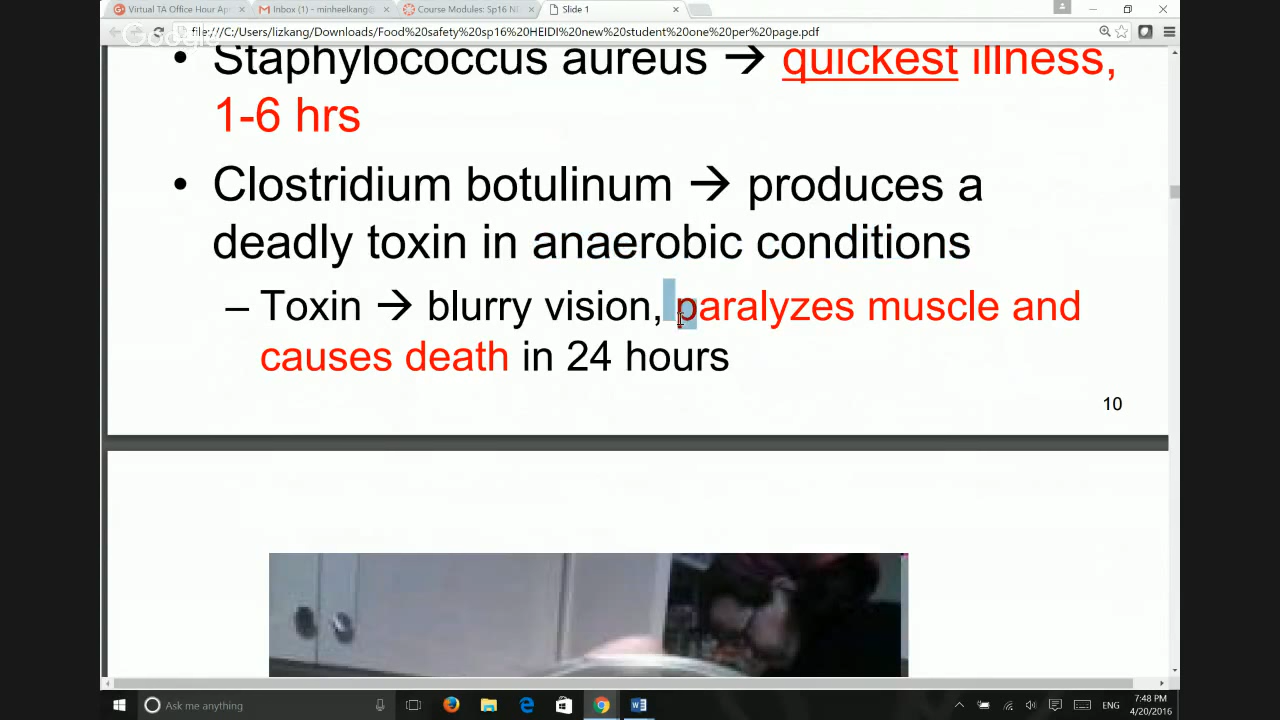 Virtual TA Office Hour Ap
Inbox (1) - minheelkang@
Course Modules: Sp16 N
Slide 1
file:///C:/Users/lizkang/Downloads/Food%20safety%20sp16%20HEIDI%20new%20student%20one%20per%20page.pdf
Google
• Staphylococcus aureus → quickest illness,
1-6 hrs
• Clostridium botulinum → produces a
deadly toxin in anaerobic conditions
– Toxin → blurry vision, paralyzes muscle and
causes death in 24 hours
10
Ask me anything
ENG
7:48 PM
4/20/2016